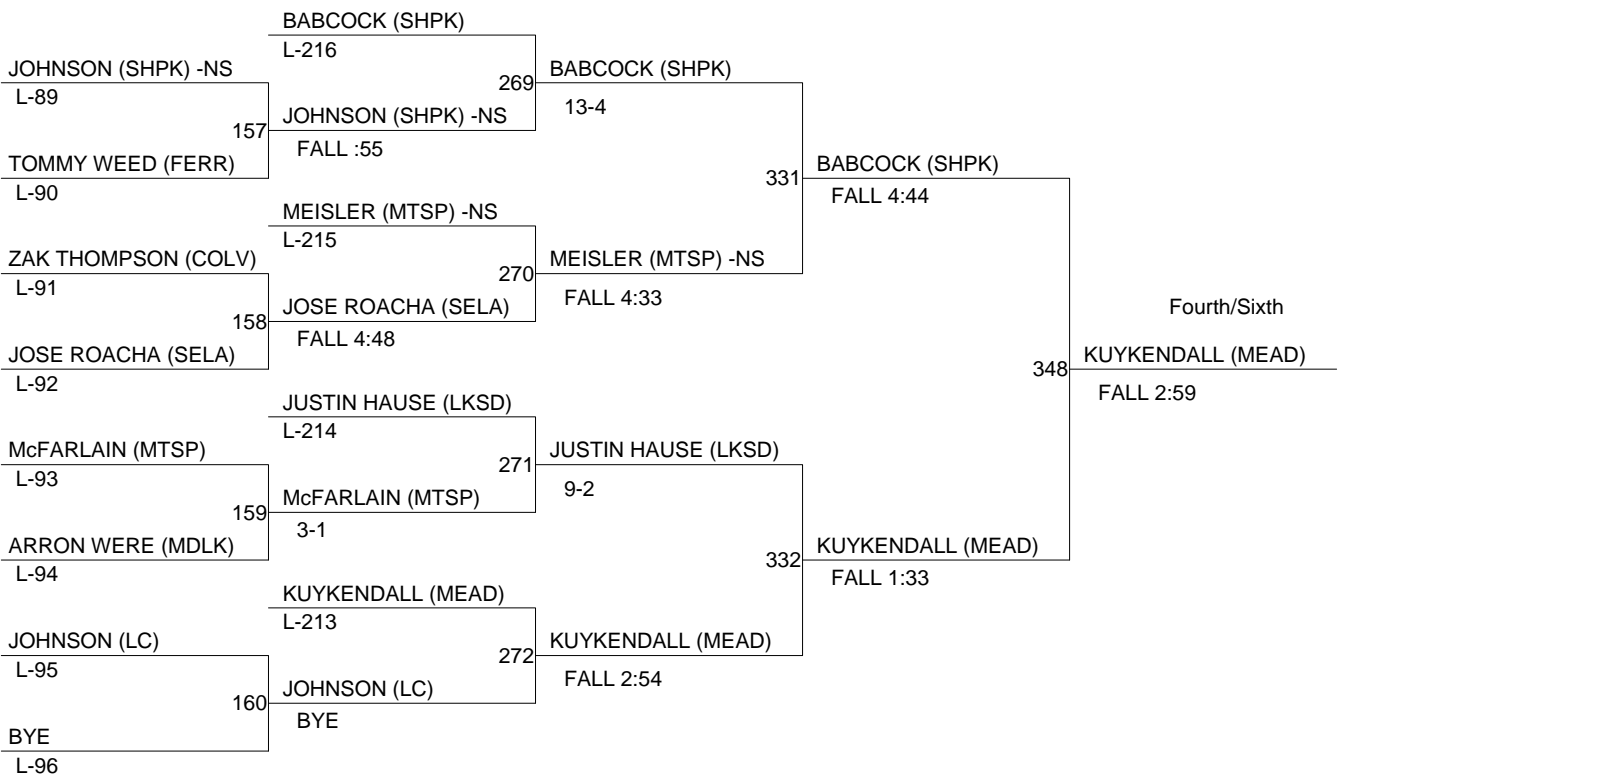 BABCOCK (SHPK)
L-216
JOHNSON (SHPK) -NS
L-89
269
BABCOCK (SHPK)
13-4
157
JOHNSON (SHPK) -NS
FALL :55
TOMMY WEED (FERR)
L-90
331
BABCOCK (SHPK)
FALL 4:44
MEISLER (MTSP) -NS
L-215
ZAK THOMPSON (COLV)
L-91
270
MEISLER (MTSP) -NS
FALL 4:33
158
JOSE ROACHA (SELA)
FALL 4:48
Fourth/Sixth
JOSE ROACHA (SELA)
L-92
348
KUYKENDALL (MEAD)
FALL 2:59
JUSTIN HAUSE (LKSD)
L-214
McFARLAIN (MTSP)
L-93
271
JUSTIN HAUSE (LKSD)
9-2
159
McFARLAIN (MTSP)
3-1
ARRON WERE (MDLK)
L-94
332
KUYKENDALL (MEAD)
FALL 1:33
KUYKENDALL (MEAD)
L-213
JOHNSON (LC)
L-95
272
KUYKENDALL (MEAD)
FALL 2:54
160
JOHNSON (LC)
BYE
BYE
L-96